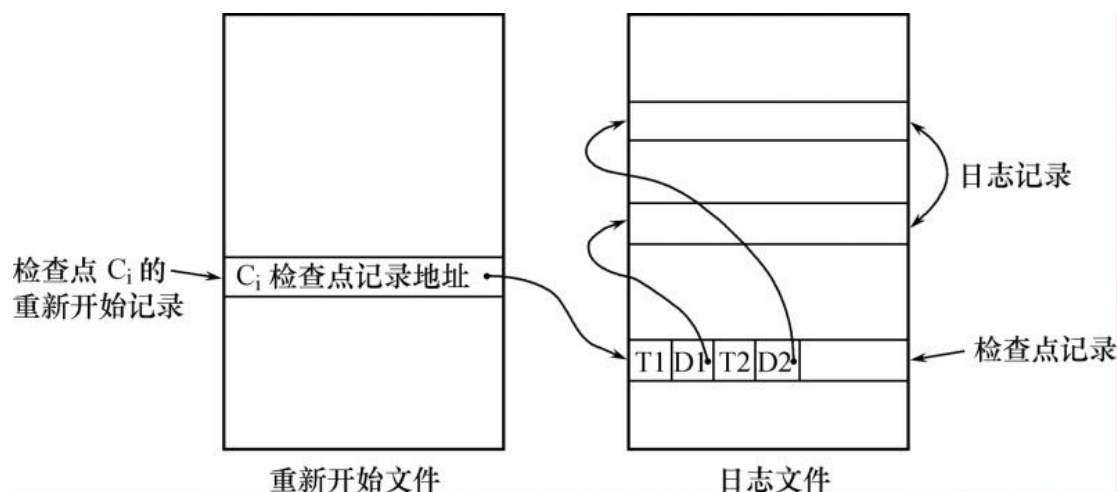 日志记录
检查点 Cᵢ 的
重新开始记录
Cᵢ 检查点记录地址
T1 D1 T2 D2
检查点记录
重新开始文件
日志文件